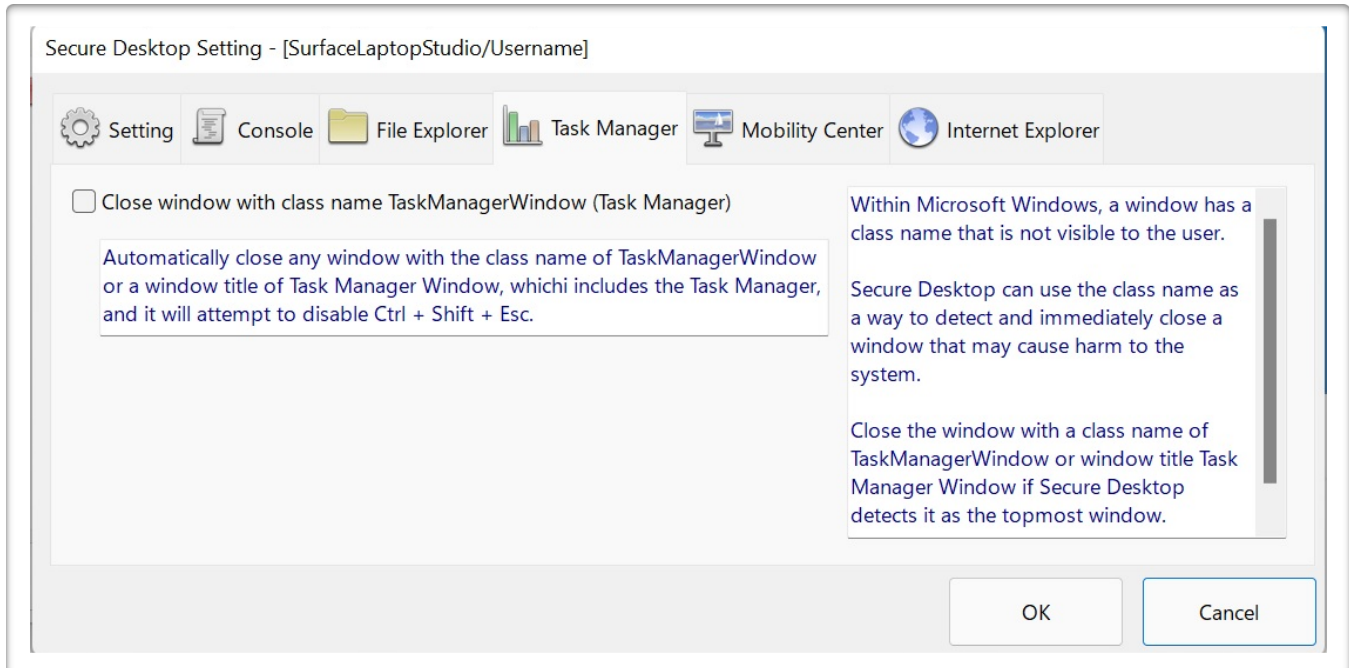 Secure Desktop Setting - [SurfaceLaptopStudio/Username]
Setting Console File Explorer Task Manager Mobility Center Internet Explorer
Close window with class name TaskManagerWindow (Task Manager)
Automatically close any window with the class name of TaskManagerWindow
or a window title of Task Manager Window, whichi includes the Task Manager,
and it will attempt to disable Ctrl + Shift + Esc.
Within Microsoft Windows, a window has a
class name that is not visible to the user.
Secure Desktop can use the class name as
a way to detect and immediately close a
window that may cause harm to the
system.
Close the window with a class name of
TaskManagerWindow or window title Task
Manager Window if Secure Desktop
detects it as the topmost window.
OK Cancel